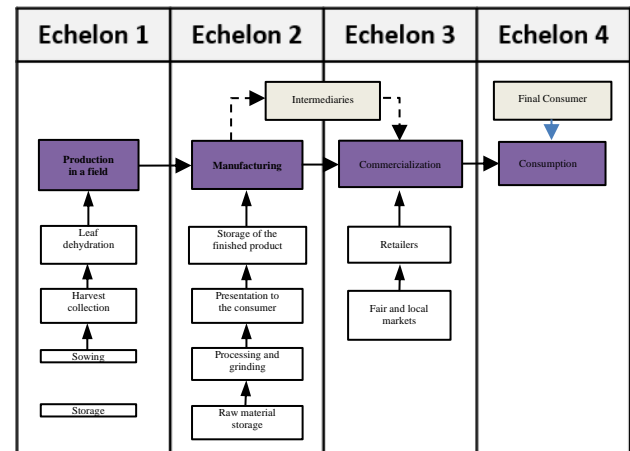 Echelon 1
Echelon 2
Echelon 3
Echelon 4
Intermediaries
Final Consumer
Production
in a field
Manufacturing
Commercialization
Consumption
Leaf
dehydration
Storage of the
finished product
Retailers
Harvest
collection
Presentation to
the consumer
Fair and local
markets
Sowing
Processing and
grinding
Storage
Raw material
storage